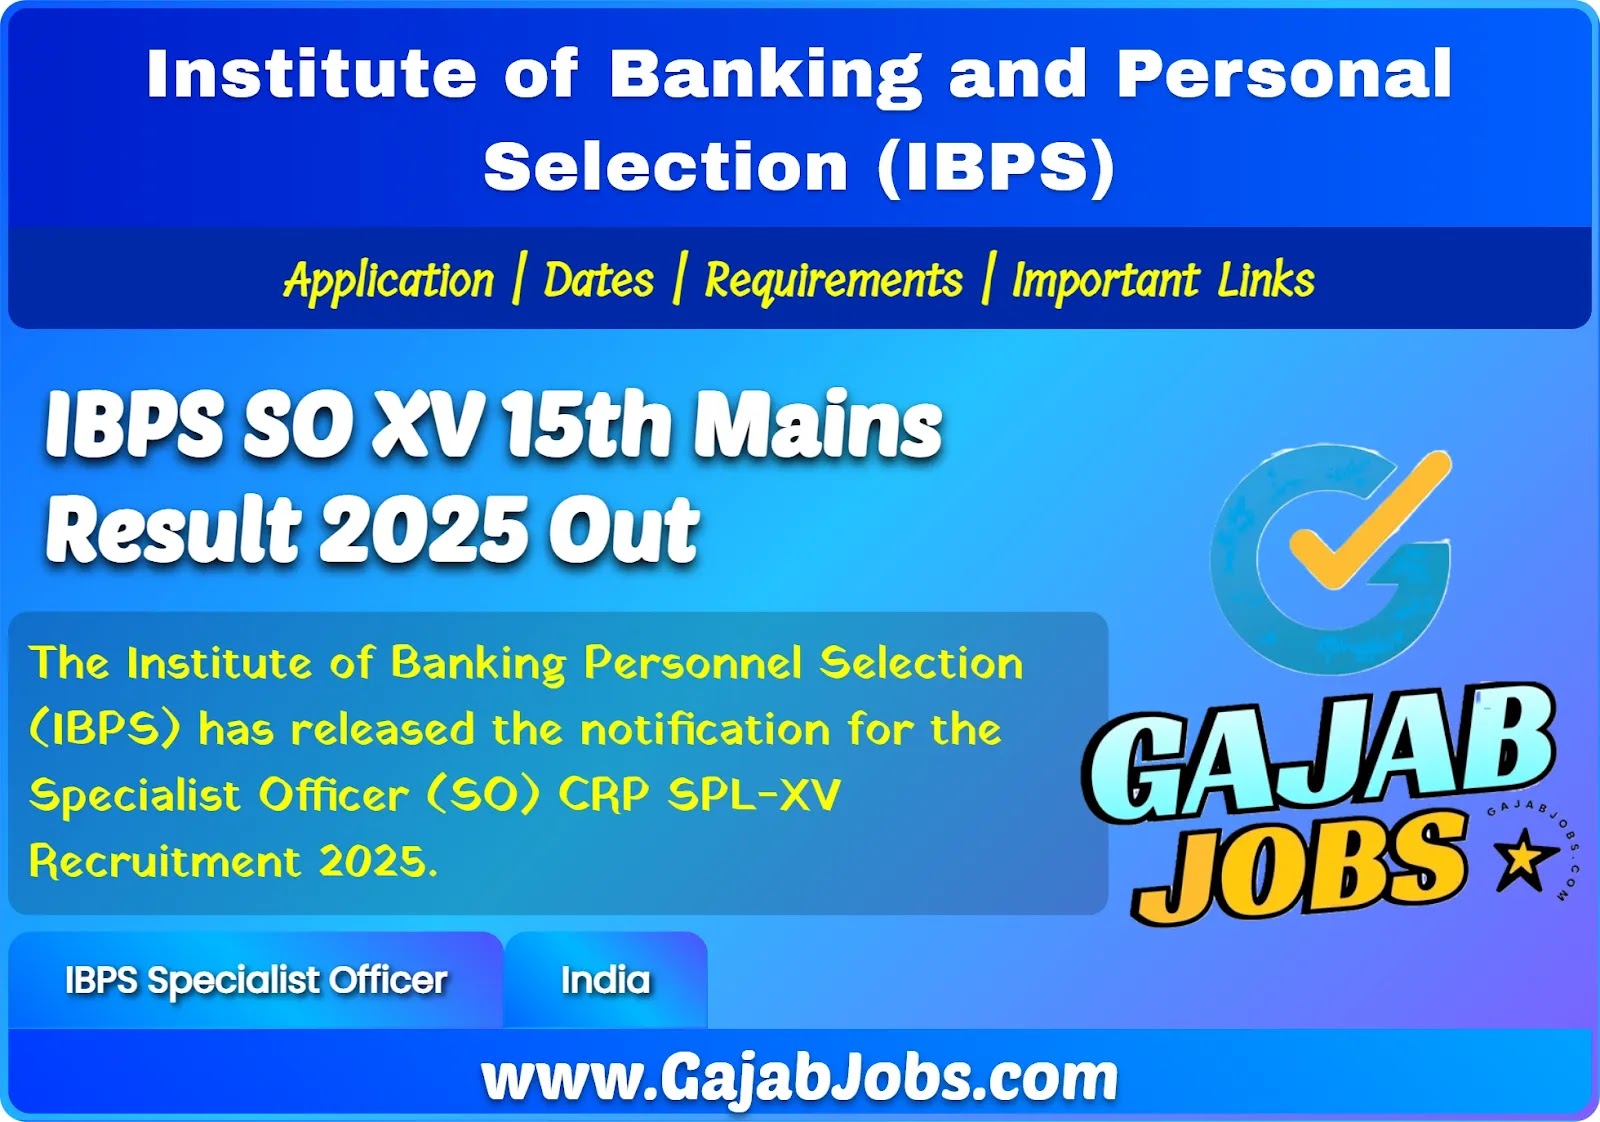 Institute of Banking and Personal
Selection (IBPS)
Application | Dates | Requirements | Important Links
IBPS SO XV 15th Mains
Result 2025 Out
The Institute of Banking Personnel Selection
(IBPS) has released the notification for the
Specialist Officer (SO) CRP SPL-XV
Recruitment 2025.
GAJAB
JOBS
GAJABJOBS.COM
IBPS Specialist Officer
India
www.GajabJobs.com